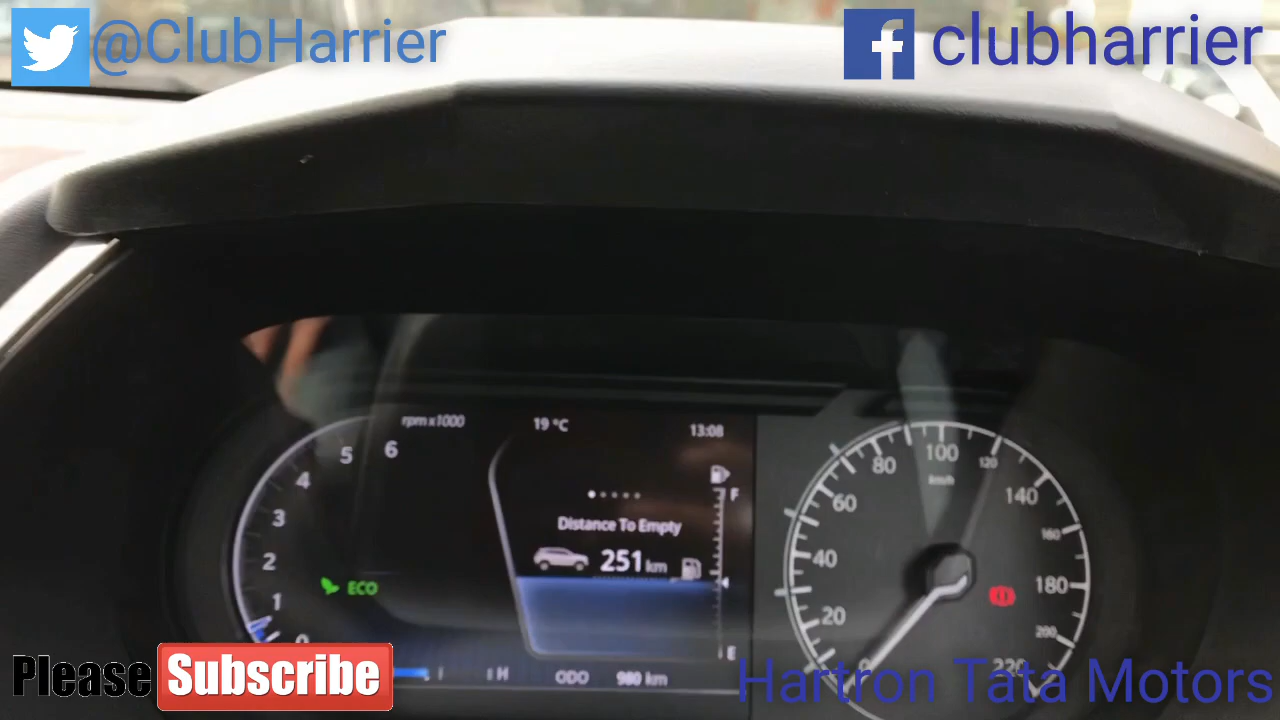 @ClubHarrier
clubharrier
rpm x1000
19 °C
13:08
6
5
4
3
2
1
0
ECO
F
Distance To Empty
251 km
E
H
ODO 980 km
0
20
40
60
80
100
120
140
160
180
200
220
km/h
Please Subscribe
Hartron Tata Motors